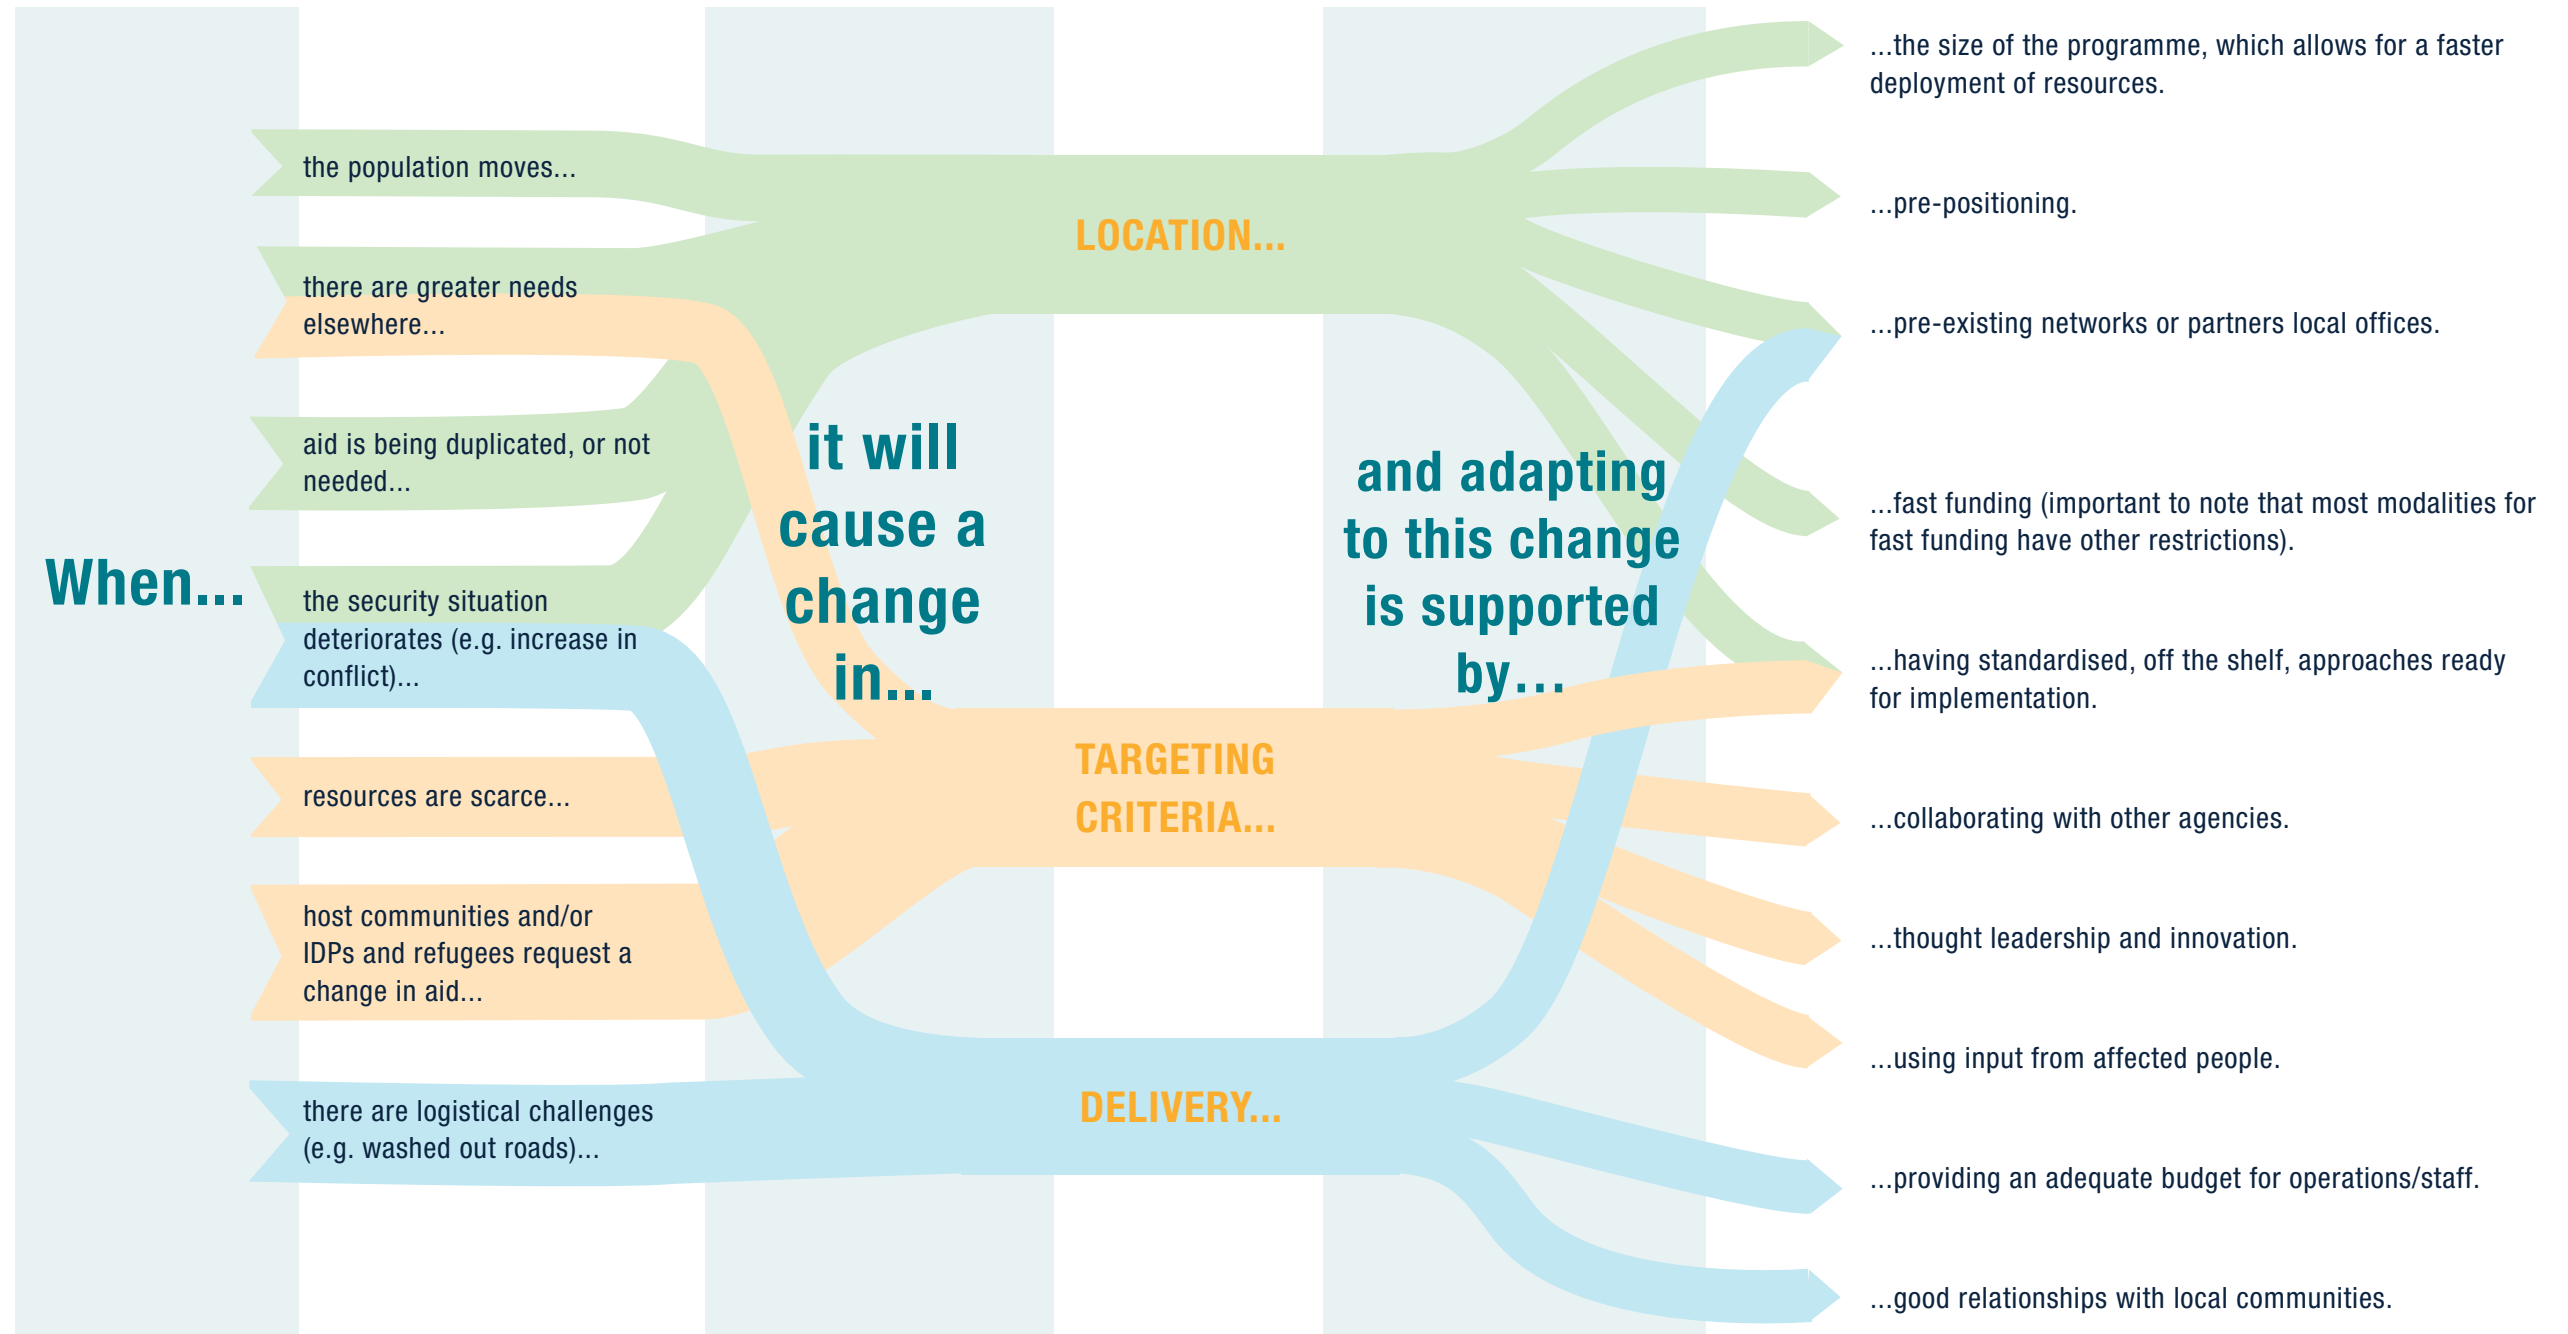 When...
the population moves...
there are greater needs
elsewhere...
aid is being duplicated, or not
needed...
the security situation
deteriorates (e.g. increase in
conflict)...
resources are scarce...
host communities and/or
IDPs and refugees request a
change in aid...
there are logistical challenges
(e.g. washed out roads)...
it will
cause a
change
in...
LOCATION...
TARGETING
CRITERIA...
DELIVERY...
and adapting
to this change
is supported
by...
...the size of the programme, which allows for a faster
deployment of resources.
...pre-positioning.
...pre-existing networks or partners local offices.
...fast funding (important to note that most modalities for
fast funding have other restrictions).
...having standardised, off the shelf, approaches ready
for implementation.
...collaborating with other agencies.
...thought leadership and innovation.
...using input from affected people.
...providing an adequate budget for operations/staff.
...good relationships with local communities.